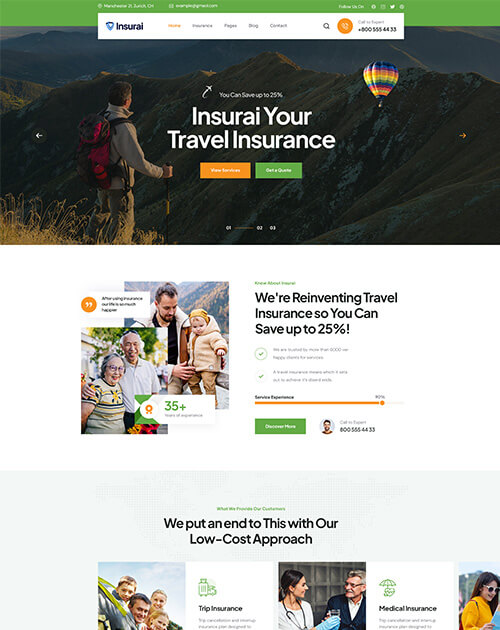 Manchester 21, Zurich, CH
example@gmail.com
Follow Us On
Insurai
Home
Insurance
Pages
Blog
Contact
Call to Expert
+800 555 44 33
You Can Save up to 25%
Insurai Your
Travel Insurance
View Services
Get a Quote
01
02
03
After using insurance
our life is so much
happier
35+
Years of experience
Know About Insurai
We're Reinventing Travel
Insurance so You Can
Save up to 25%!
We are trusted by more than 6000
happy clients for services
A travel insurance means which it sets
out to achieve it's stated ends.
Service Experience
90%
Discover More
Call to Expert
800 555 44 33
What We Provide Our Customers
We put an end to This with Our
Low-Cost Approach
Trip Insurance
Trip cancellation and interrup
insurance plan designed to
Medical Insurance
Trip cancellation and interrup
insurance plan designed to